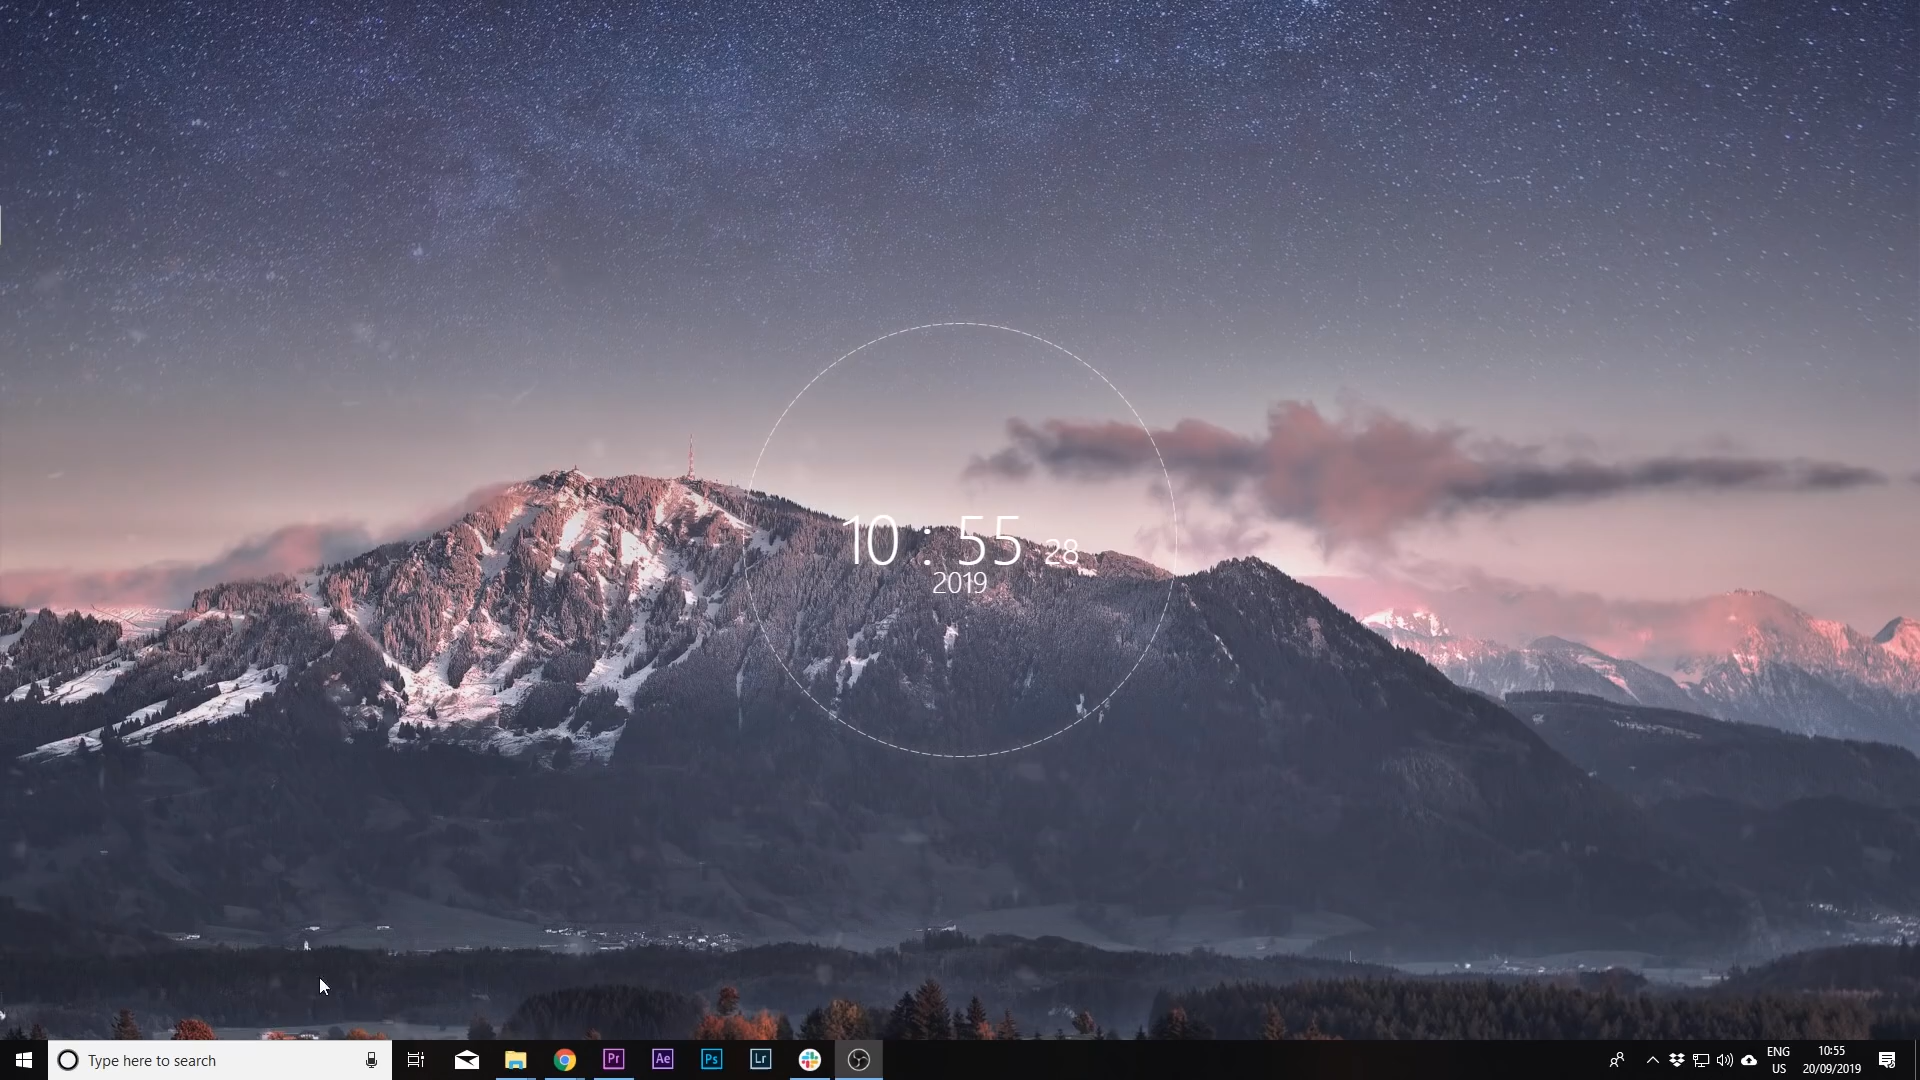 10 : 55 28
2019
Type here to search
Pr
Ae
Ps
Lr
ENG
US
10:55
20/09/2019